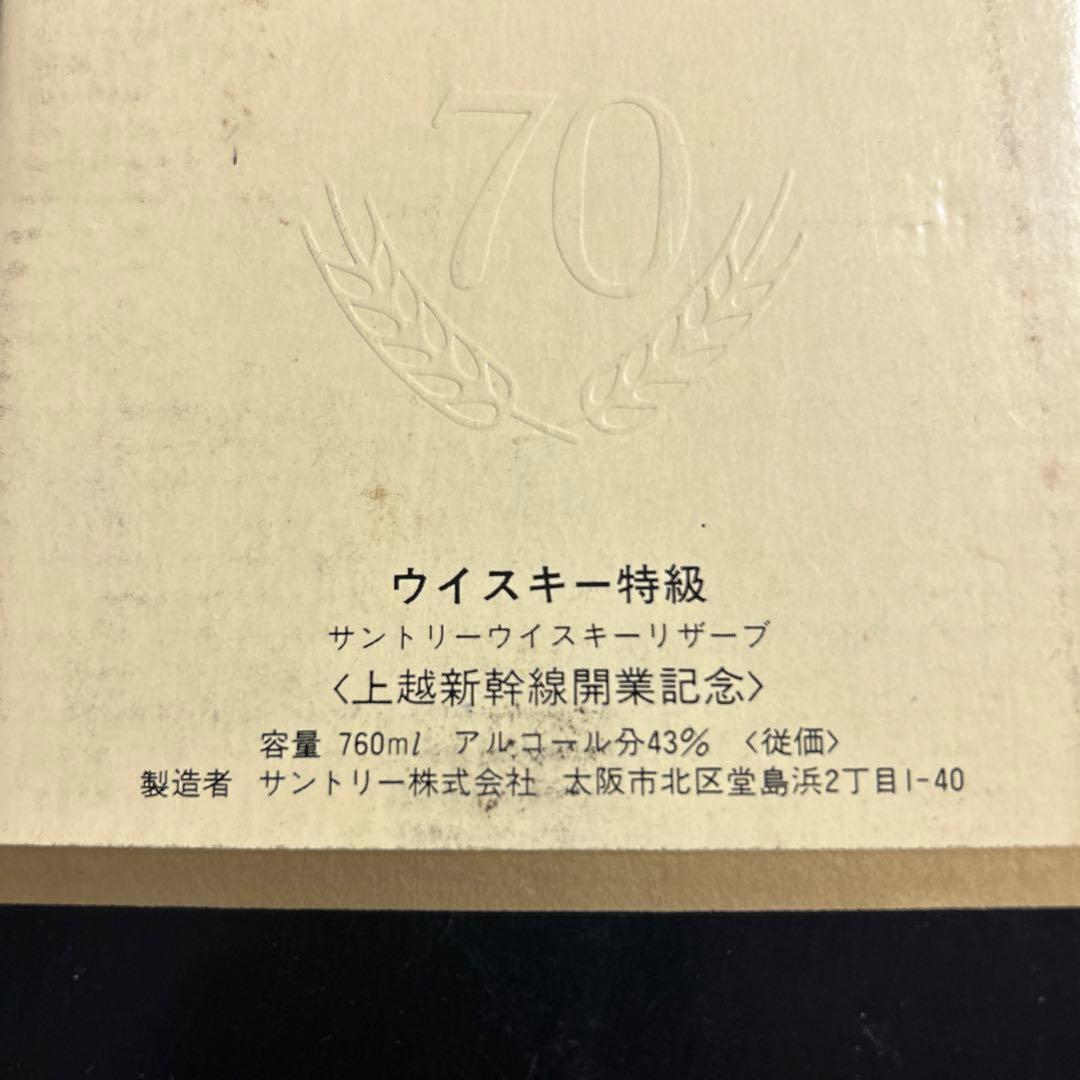 70
ウイスキー特級
サントリーウイスキーリザーブ
〈上越新幹線開業記念〉
容量 760ml アルコール分43% 〈従価〉
製造者 サントリー株式会社 大阪市北区堂島浜2丁目1-40